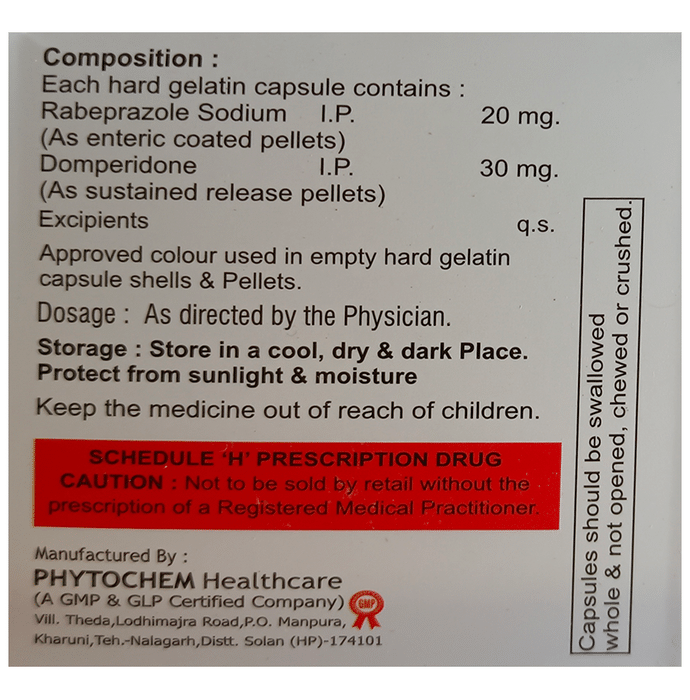 Composition :
Each hard gelatin capsule contains :
Rabeprazole Sodium I.P. 20 mg.
(As enteric coated pellets)
Domperidone I.P. 30 mg.
(As sustained release pellets)
Excipients q.s.
Approved colour used in empty hard gelatin
capsule shells & Pellets.
Dosage : As directed by the Physician.
Storage : Store in a cool, dry & dark Place.
Protect from sunlight & moisture
Keep the medicine out of reach of children.
SCHEDULE 'H' PRESCRIPTION DRUG
CAUTION : Not to be sold by retail without the
prescription of a Registered Medical Practitioner.
Manufactured By :
PHYTOCHEM Healthcare
(A GMP & GLP Certified Company)
GMP
Vill. Theda,Lodhimajra Road,P.O. Manpura,
Kharuni,Teh.-Nalagarh,Distt. Solan (HP)-174101
Capsules should be swallowed
whole & not opened, chewed or crushed.